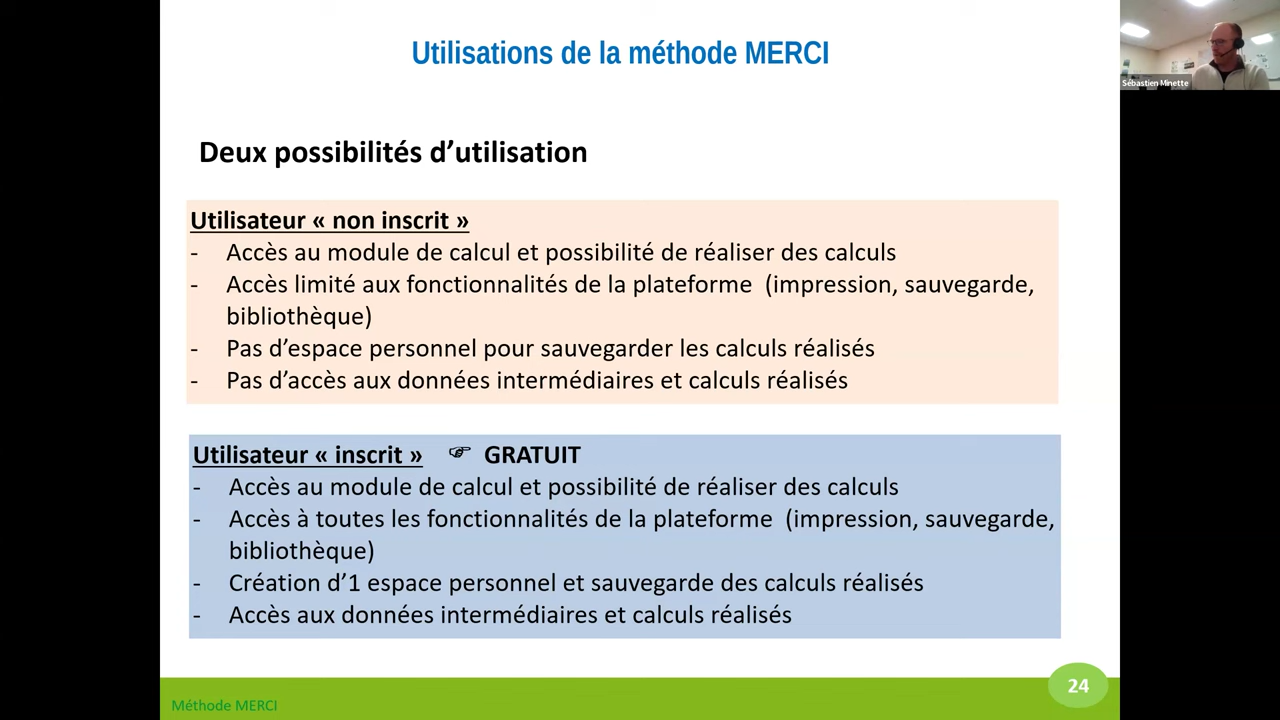 Utilisations de la méthode MERCI
Sébastien Minette
Deux possibilités d’utilisation
Utilisateur « non inscrit »
- Accès au module de calcul et possibilité de réaliser des calculs
- Accès limité aux fonctionnalités de la plateforme (impression, sauvegarde,
bibliothèque)
- Pas d’espace personnel pour sauvegarder les calculs réalisés
- Pas d’accès aux données intermédiaires et calculs réalisés
Utilisateur « inscrit » ☞ GRATUIT
- Accès au module de calcul et possibilité de réaliser des calculs
- Accès à toutes les fonctionnalités de la plateforme (impression, sauvegarde,
bibliothèque)
- Création d’1 espace personnel et sauvegarde des calculs réalisés
- Accès aux données intermédiaires et calculs réalisés
24
Méthode MERCI